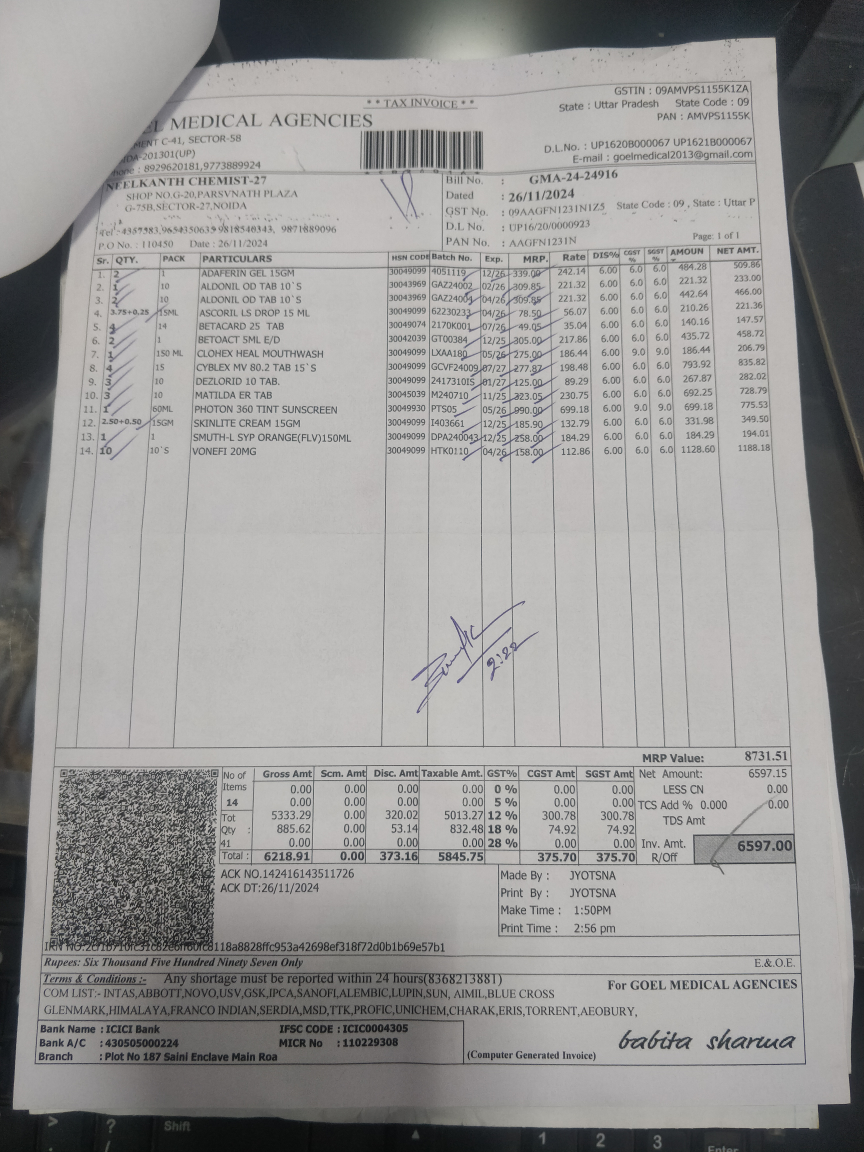 * * TAX INVOICE * *
GSTIN : 09AMVPS1155K1ZA
State : Uttar Pradesh State Code : 09
PAN : AMVPS1155K
EL MEDICAL AGENCIES
MENT C-41, SECTOR-58
DA-201301(UP)
hone : 8929620181,9773889924
D.L.No. : UP1620B000067 UP1621B000067
E-mail : goelmedical2013@gmail.com
NEELKANTH CHEMIST-27
SHOP NO.G-20,PARSVNATH PLAZA
G-75B,SECTOR-27,NOIDA
9818540343, 9871889096
P.O No. : 110450 Date : 26/11/2024
Bill No. : GMA-24-24916
Dated : 26/11/2024
GST No. : 09AAGFN1231N1Z5 State Code : 09 , State : Uttar P
D.L No. : UP16/20/0000923
PAN No. : AAGFN1231N
Page: 1 of 1
Sr. QTY. PACK PARTICULARS HSN CODE Batch No. Exp. MRP. Rate DIS% CGST % SGST % AMOUN NET AMT.
1. 2 1 ADAFERIN GEL 15GM 30049099 4051119 12/26 339.00 242.14 6.00 6.0 6.0 484.28 509.86
2. 1 10 ALDONIL OD TAB 10`S 30043969 GAZ24002 02/26 309.85 221.32 6.00 6.0 6.0 221.32 233.00
3. 2 10 ALDONIL OD TAB 10`S 30043969 GAZ24004 04/26 309.85 221.32 6.00 6.0 6.0 442.64 466.00
4. 3.75+0.25 15ML ASCORIL LS DROP 15 ML 30049099 62230233 04/26 78.50 56.07 6.00 6.0 6.0 210.26 221.36
5. 4 14 BETACARD 25 TAB 30049074 2170K001 07/26 49.05 35.04 6.00 6.0 6.0 140.16 147.57
6. 2 1 BETOACT 5ML E/D 30042039 GT00384 12/25 305.00 217.86 6.00 6.0 6.0 435.72 458.72
7. 1 150 ML CLOHEX HEAL MOUTHWASH 30049099 LXAA180 05/26 275.00 186.44 6.00 9.0 9.0 186.44 206.79
8. 4 15 CYBLEX MV 80.2 TAB 15`S 30049099 GCVF24009 07/27 277.87 198.48 6.00 6.0 6.0 793.92 835.82
9. 3 10 DEZLORID 10 TAB. 30049099 2417310IS 01/27 125.00 89.29 6.00 6.0 6.0 267.87 282.02
10. 3 10 MATILDA ER TAB 30045039 M240710 11/25 323.05 230.75 6.00 6.0 6.0 692.25 728.79
11. 1 60ML PHOTON 360 TINT SUNSCREEN 30049930 PTS05 05/26 990.00 699.18 6.00 9.0 9.0 699.18 775.53
12. 2.50+0.50 15GM SKINLITE CREAM 15GM 30049099 I403661 12/25 185.90 132.79 6.00 6.0 6.0 331.98 349.50
13. 1 1 SMUTH-L SYP ORANGE(FLV)150ML 30049099 DPA240043 12/25 258.00 184.29 6.00 6.0 6.0 184.29 194.01
14. 10 10`S VONEFI 20MG 30049099 HTK0110 04/26 158.00 112.86 6.00 6.0 6.0 1128.60 1188.18
MRP Value: 8731.51
No of Items 14 Gross Amt Scm. Amt Disc. Amt Taxable Amt. GST% CGST Amt SGST Amt Net Amount: 6597.15
0.00 0.00 0.00 0.00 0 % 0.00 0.00 LESS CN 0.00
0.00 0.00 0.00 0.00 5 % 0.00 0.00 TCS Add % 0.000 0.00
Tot 5333.29 0.00 320.02 5013.27 12 % 300.78 300.78 TDS Amt
Qty : 885.62 0.00 53.14 832.48 18 % 74.92 74.92
41 0.00 0.00 0.00 0.00 28 % 0.00 0.00 Inv. Amt. 6597.00
Total : 6218.91 0.00 373.16 5845.75 375.70 375.70 R/Off
ACK NO.142416143511726
ACK DT:26/11/2024
Made By : JYOTSNA
Print By : JYOTSNA
Make Time : 1:50PM
Print Time : 2:56 pm
Rupees: Six Thousand Five Hundred Ninety Seven Only E.& O.E.
Terms & Conditions :- Any shortage must be reported within 24 hours(8368213881)
COM LIST:- INTAS,ABBOTT,NOVO,USV,GSK,IPCA,SANOFI,ALEMBIC,LUPIN,SUN, AIMIL,BLUE CROSS
GLENMARK,HIMALAYA,FRANCO INDIAN,SERDIA,MSD,TTK,PROFIC,UNICHEM,CHARAK,ERIS,TORRENT,AEOBURY,
For GOEL MEDICAL AGENCIES
Bank Name : ICICI Bank IFSC CODE : ICIC0004305
Bank A/C : 430505000224 MICR No : 110229308
Branch : Plot No 187 Saini Enclave Main Roa
(Computer Generated Invoice)
babita sharma
? Shift 1 2 3 Enter